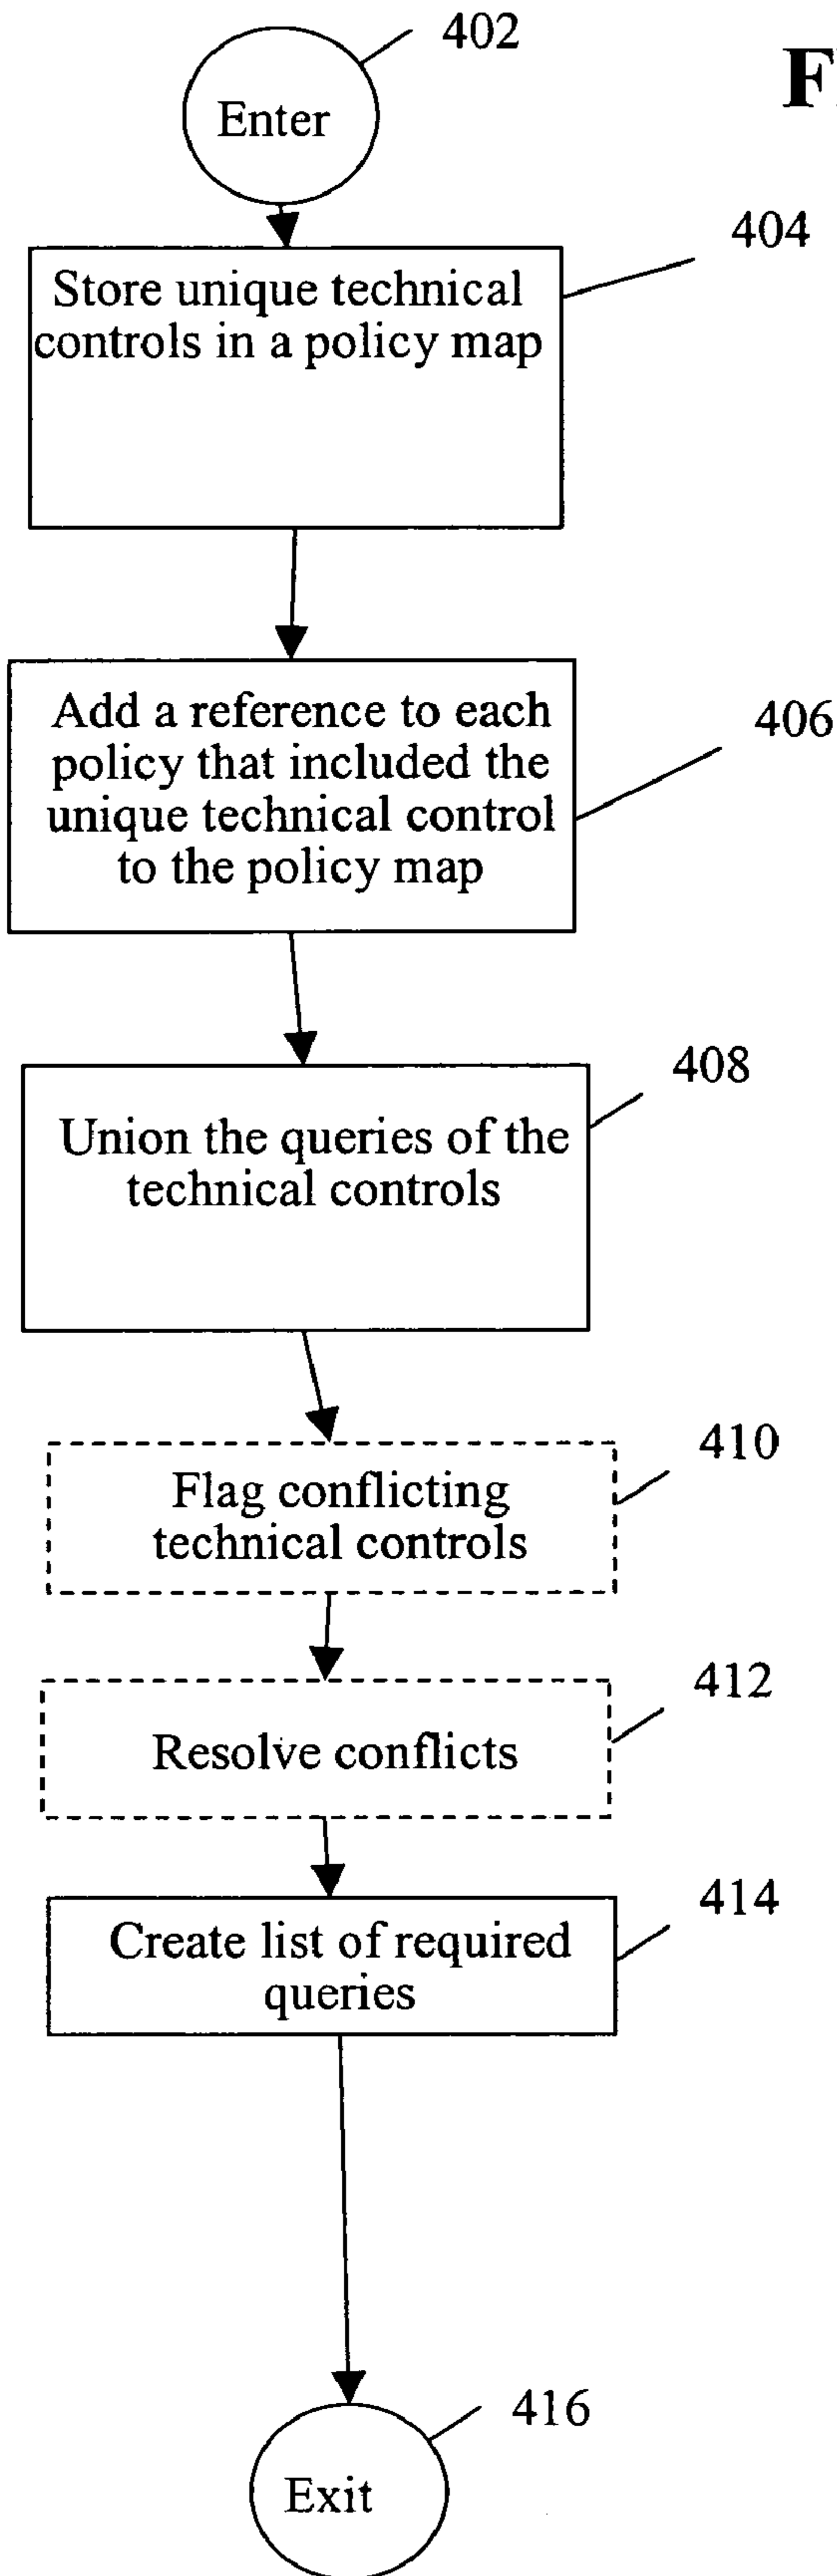 402
Enter
F
404
Store unique technical
controls in a policy map
406
Add a reference to each
policy that included the
unique technical control
to the policy map
408
Union the queries of the
technical controls
410
Flag conflicting
technical controls
412
Resolve conflicts
414
Create list of required
queries
416
Exit